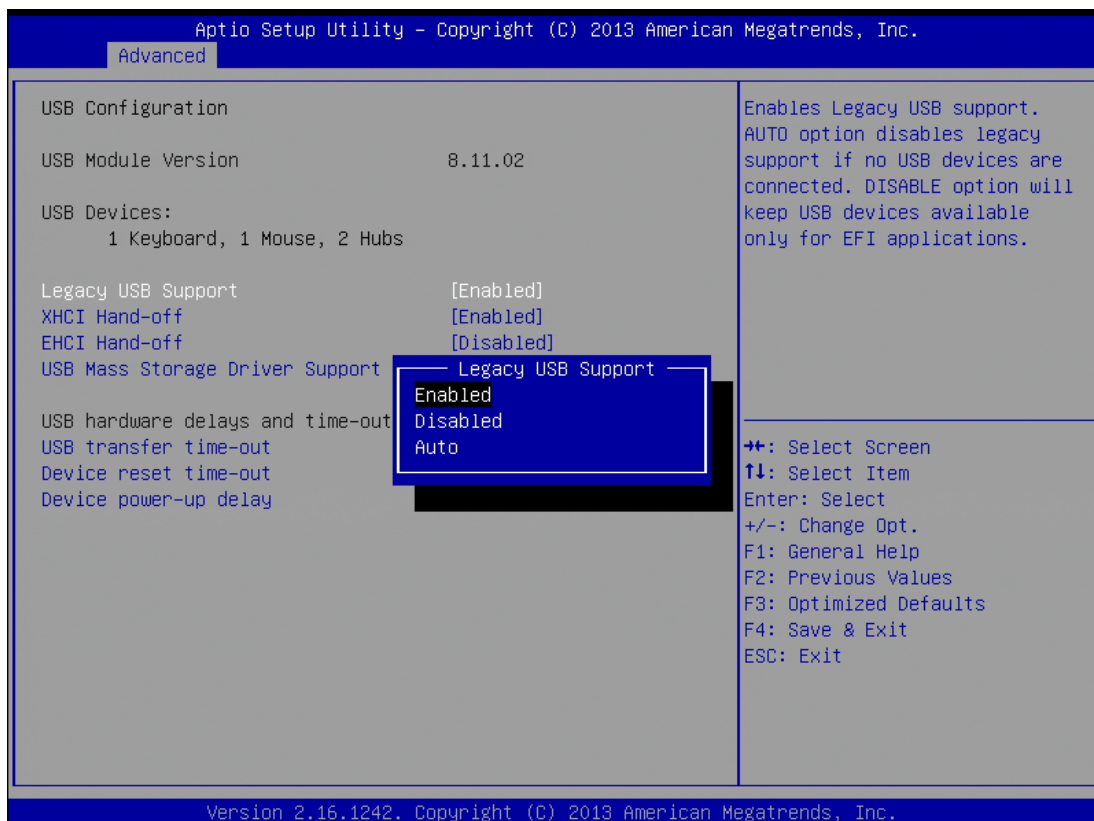 Aptio Setup Utility – Copyright (C) 2013 American Megatrends, Inc.
Advanced
USB Configuration
USB Module Version 8.11.02
USB Devices:
1 Keyboard, 1 Mouse, 2 Hubs
Legacy USB Support [Enabled]
XHCI Hand-off [Enabled]
EHCI Hand-off [Disabled]
USB Mass Storage Driver Support
USB hardware delays and time-out
USB transfer time-out
Device reset time-out
Device power-up delay
Legacy USB Support
Enabled
Disabled
Auto
Enables Legacy USB support.
AUTO option disables legacy
support if no USB devices are
connected. DISABLE option will
keep USB devices available
only for EFI applications.
→←: Select Screen
↑↓: Select Item
Enter: Select
+/-: Change Opt.
F1: General Help
F2: Previous Values
F3: Optimized Defaults
F4: Save & Exit
ESC: Exit
Version 2.16.1242. Copyright (C) 2013 American Megatrends, Inc.